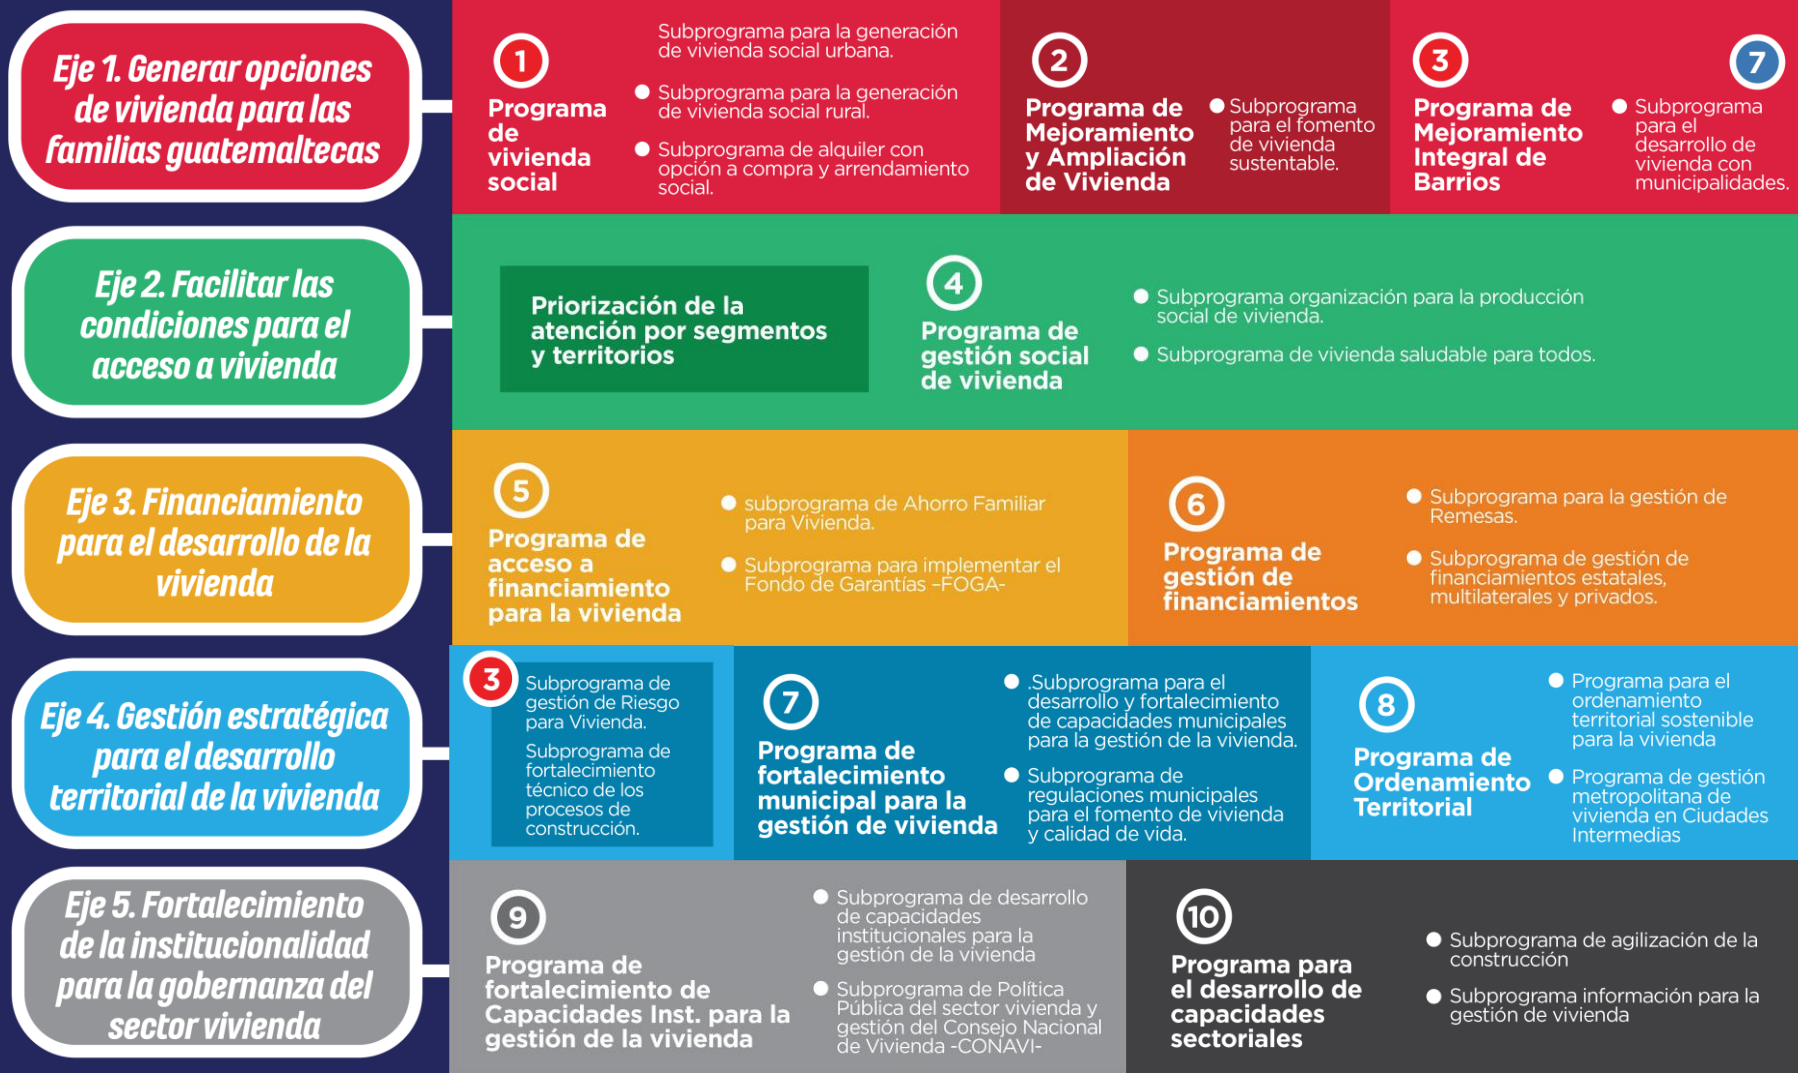 Eje 1. Generar opciones
de vivienda para las
familias guatemaltecas
1
Programa
de
vivienda
social
Subprograma para la generación
de vivienda social urbana.
Subprograma para la generación
de vivienda social rural.
Subprograma de alquiler con
opción a compra y arrendamiento
social.
2
Programa de
Mejoramiento
y Ampliación
de Vivienda
Subprograma
para el fomento
de vivienda
sustentable.
3
Programa de
Mejoramiento
Integral de
Barrios
7
Subprograma
para el
desarrollo de
vivienda con
municipalidades.
Eje 2. Facilitar las
condiciones para el
acceso a vivienda
Priorización de la
atención por segmentos
y territorios
4
Programa de
gestión social
de vivienda
Subprograma organización para la producción
social de vivienda.
Subprograma de vivienda saludable para todos.
Eje 3. Financiamiento
para el desarrollo de la
vivienda
5
Programa de
acceso a
financiamiento
para la vivienda
subprograma de Ahorro Familiar
para Vivienda.
Subprograma para implementar el
Fondo de Garantías –FOGA-
6
Programa de
gestión de
financiamientos
Subprograma para la gestión de
Remesas.
Subprograma de gestión de
financiamientos estatales,
multilaterales y privados.
Eje 4. Gestión estratégica
para el desarrollo
territorial de la vivienda
3
Subprograma de
gestión de Riesgo
para Vivienda.
Subprograma de
fortalecimiento
técnico de los
procesos de
construcción.
7
Programa de
fortalecimiento
municipal para la
gestión de vivienda
.Subprograma para el
desarrollo y fortalecimiento
de capacidades municipales
para la gestión de la vivienda.
Subprograma de
regulaciones municipales
para el fomento de vivienda
y calidad de vida.
8
Programa de
Ordenamiento
Territorial
Programa para el
ordenamiento
territorial sostenible
para la vivienda
Programa de gestión
metropolitana de
vivienda en Ciudades
Intermedias
Eje 5. Fortalecimiento
de la institucionalidad
para la gobernanza del
sector vivienda
9
Programa de
fortalecimiento de
Capacidades Inst. para la
gestión de la vivienda
Subprograma de desarrollo
de capacidades
institucionales para la
gestión de la vivienda
Subprograma de Política
Pública del sector vivienda y
gestión del Consejo Nacional
de Vivienda -CONAVI-
10
Programa para
el desarrollo de
capacidades
sectoriales
Subprograma de agilización de la
construcción
Subprograma información para la
gestión de vivienda